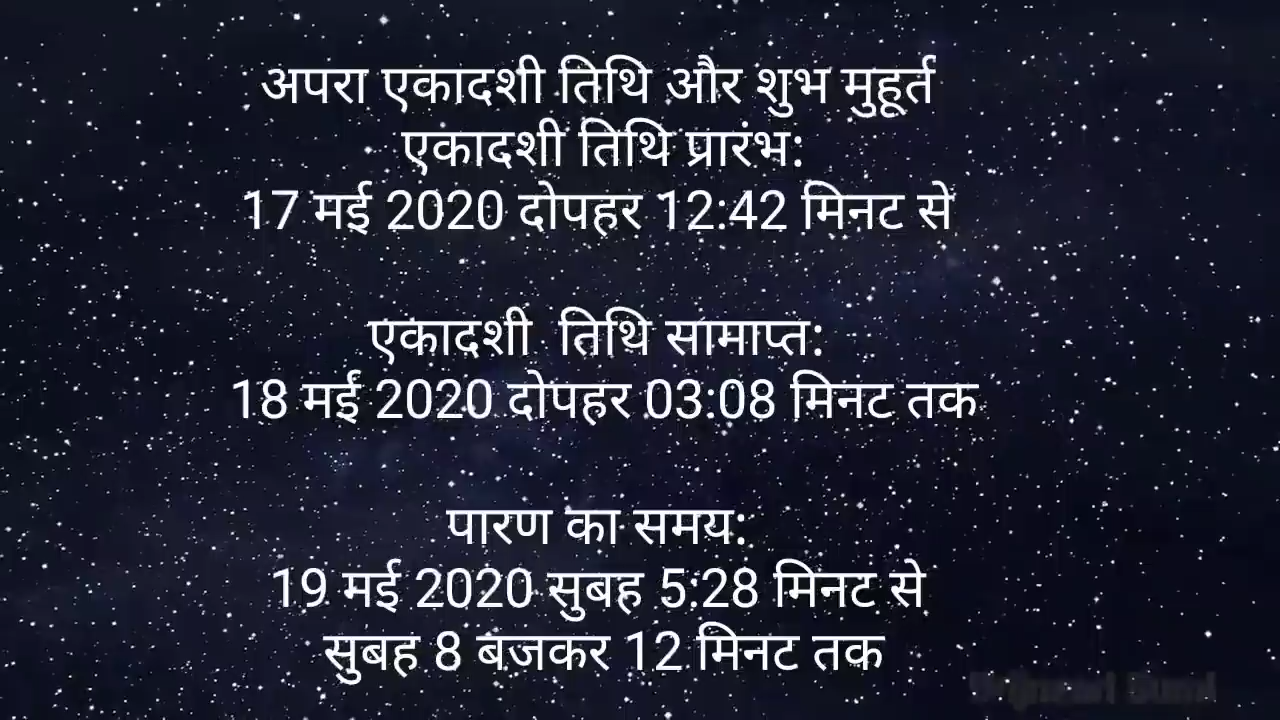 अपरा एकादशी तिथि और शुभ मुहूर्त
एकादशी तिथि प्रारंभ:
17 मई 2020 दोपहर 12:42 मिनट से
एकादशी तिथि सामाप्त:
18 मई 2020 दोपहर 03:08 मिनट तक
पारण का समय:
19 मई 2020 सुबह 5:28 मिनट से
सुबह 8 बजकर 12 मिनट तक